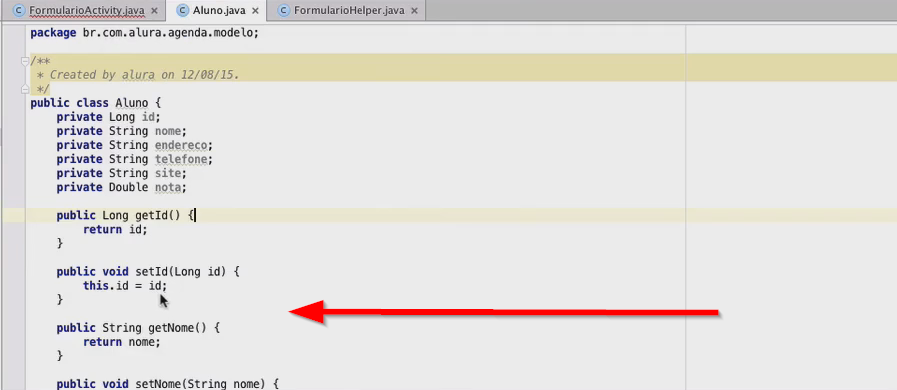 FormularioActivity.java × Aluno.java × FormularioHelper.java ×
package br.com.alura.agenda.modelo;
/**
* Created by alura on 12/08/15.
*/
public class Aluno {
private Long id;
private String nome;
private String endereco;
private String telefone;
private String site;
private Double nota;
public Long getId() {
return id;
}
public void setId(Long id) {
this.id = id;
}
public String getNome() {
return nome;
}
public void setNome(String nome) {